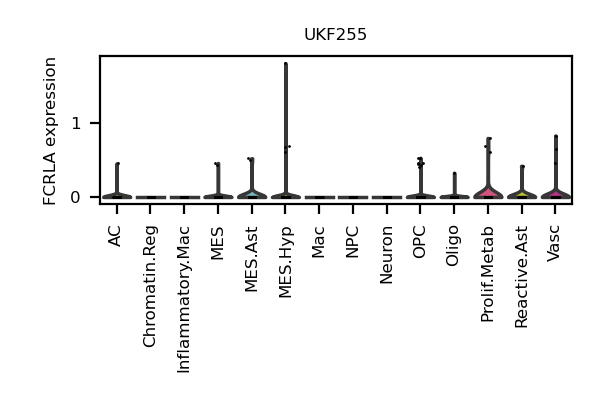 UKF255
FCRLA expression
1
0
AC
Chromatin.Reg
Inflammatory.Mac
MES
MES.Ast
MES.Hyp
Mac
NPC
Neuron
OPC
Oligo
Prolif.Metab
Reactive.Ast
Vasc